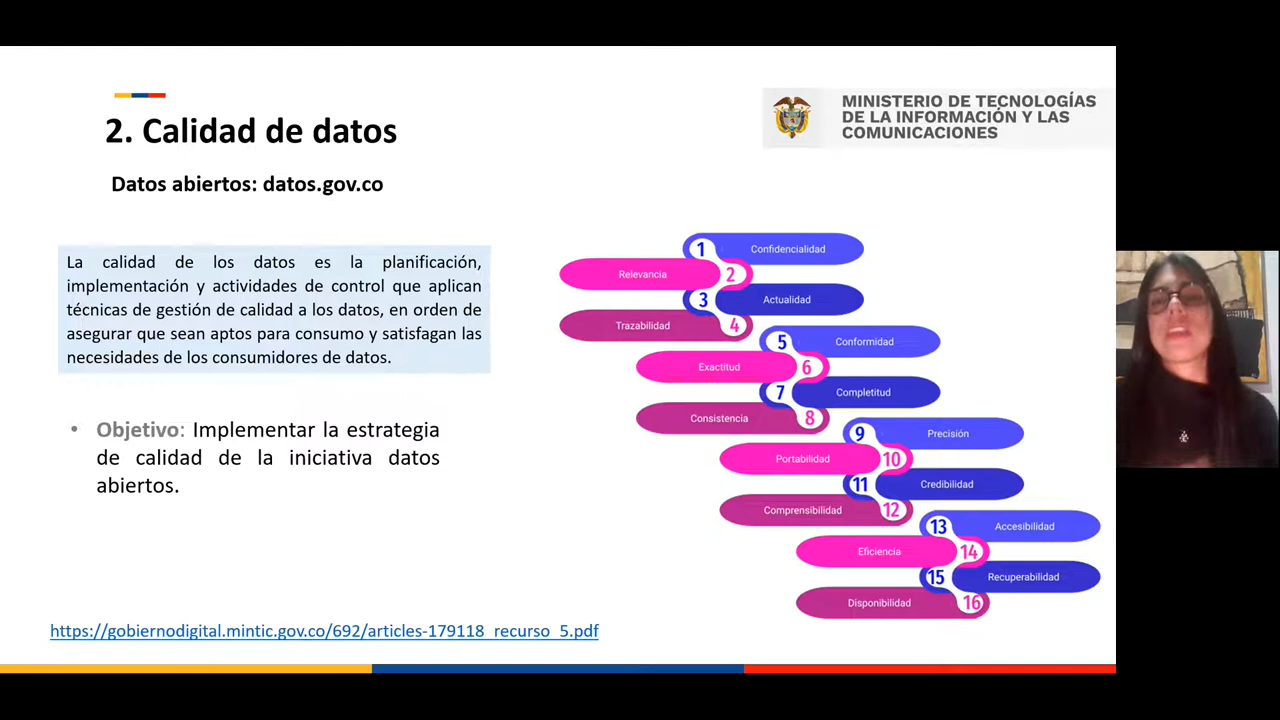 MINISTERIO DE TECNOLOGÍAS
DE LA INFORMACIÓN Y LAS
COMUNICACIONES
2. Calidad de datos
Datos abiertos: datos.gov.co
La calidad de los datos es la planificación,
implementación y actividades de control que aplican
técnicas de gestión de calidad a los datos, en orden de
asegurar que sean aptos para consumo y satisfagan las
necesidades de los consumidores de datos.
• Objetivo: Implementar la estrategia
de calidad de la iniciativa datos
abiertos.
1 Confidencialidad
Relevancia 2
3 Actualidad
Trazabilidad 4
5 Conformidad
Exactitud 6
7 Completitud
Consistencia 8
9 Precisión
Portabilidad 10
11 Credibilidad
Comprensibilidad 12
13 Accesibilidad
Eficiencia 14
15 Recuperabilidad
Disponibilidad 16
https://gobiernodigital.mintic.gov.co/692/articles-179118_recurso_5.pdf